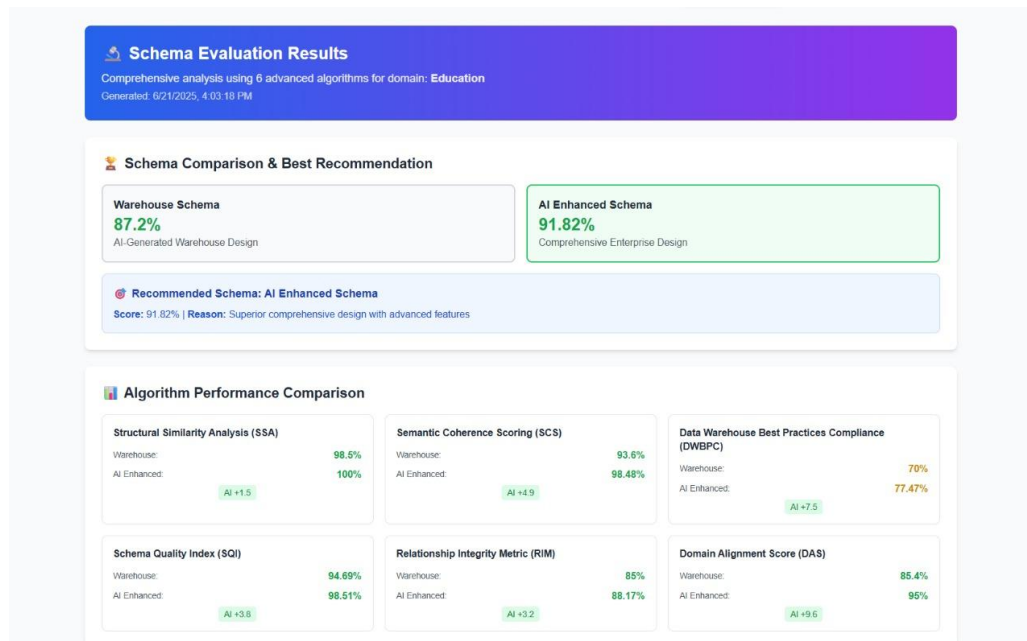 Schema Evaluation Results
Comprehensive analysis using 6 advanced algorithms for domain: Education
Generated: 6/21/2025, 4:03:18 PM
Schema Comparison & Best Recommendation
Warehouse Schema
87.2%
AI-Generated Warehouse Design
AI Enhanced Schema
91.82%
Comprehensive Enterprise Design
Recommended Schema: AI Enhanced Schema
Score: 91.82% | Reason: Superior comprehensive design with advanced features
Algorithm Performance Comparison
Structural Similarity Analysis (SSA)
Warehouse: 98.5%
AI Enhanced: 100%
AI +1.5
Semantic Coherence Scoring (SCS)
Warehouse: 93.6%
AI Enhanced: 98.48%
AI +4.9
Data Warehouse Best Practices Compliance
(DWBPC)
Warehouse: 70%
AI Enhanced: 77.47%
AI +7.5
Schema Quality Index (SQI)
Warehouse: 94.69%
AI Enhanced: 98.51%
AI +3.8
Relationship Integrity Metric (RIM)
Warehouse: 85%
AI Enhanced: 88.17%
AI +3.2
Domain Alignment Score (DAS)
Warehouse: 85.4%
AI Enhanced: 95%
AI +9.6